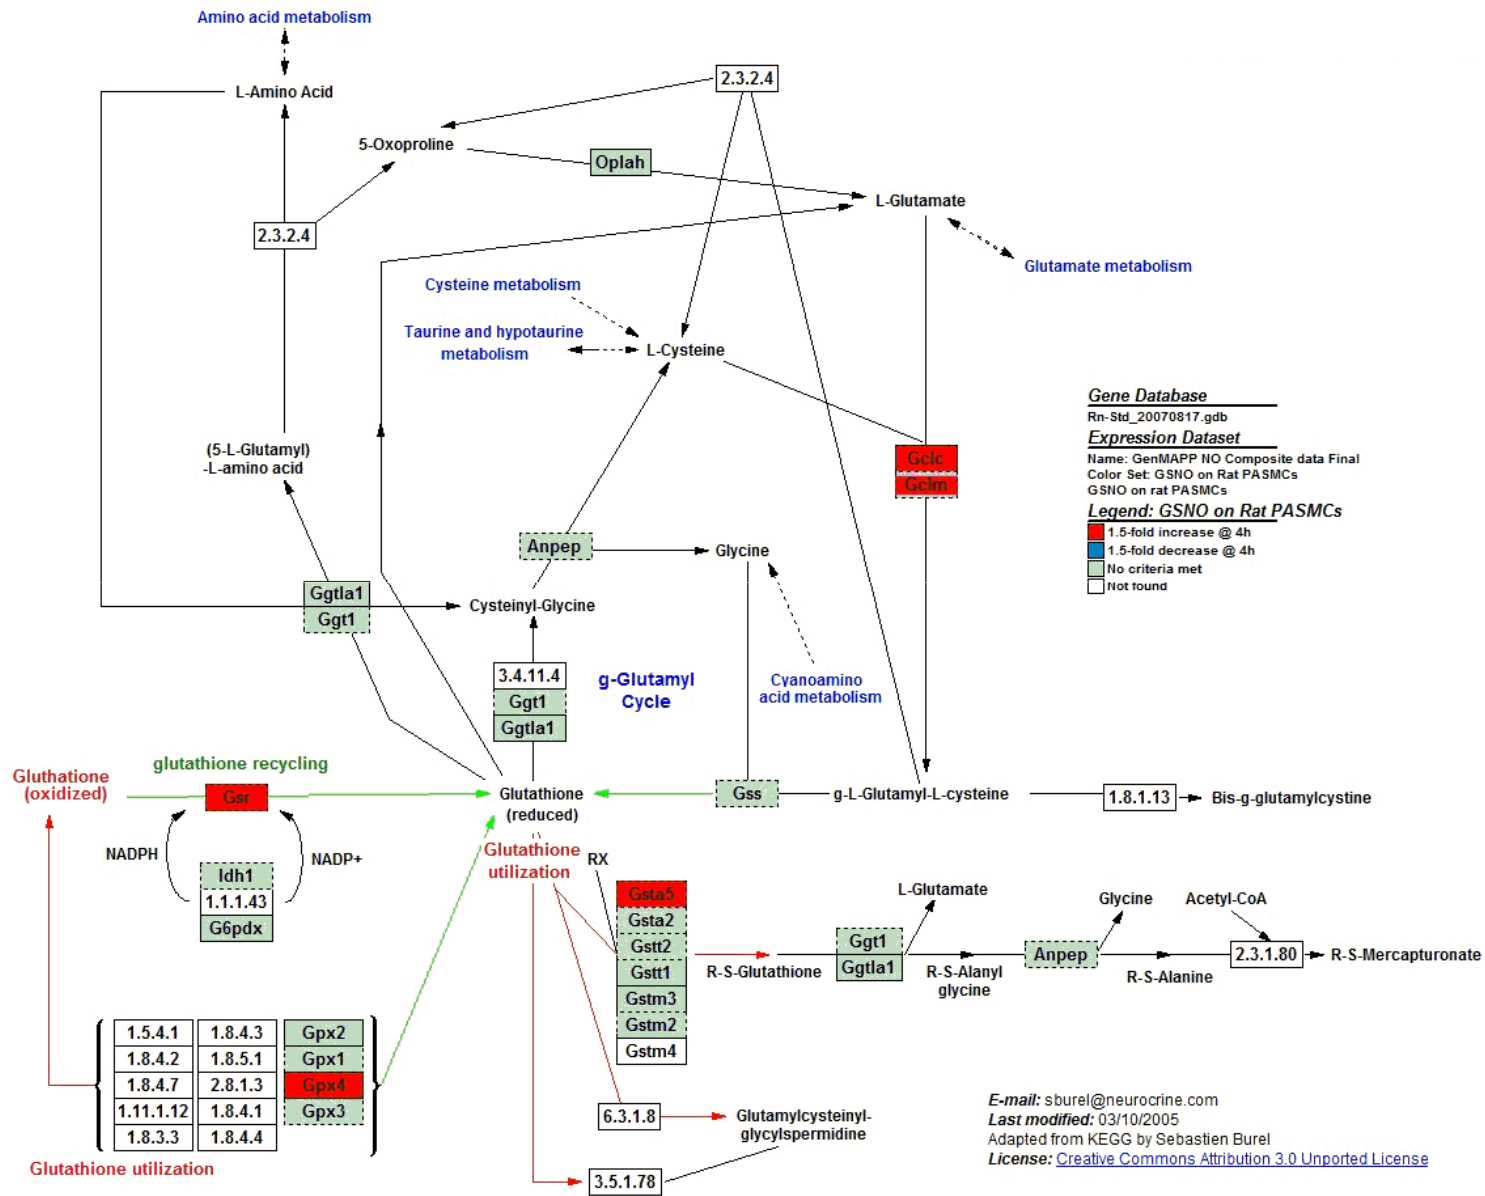 Amino acid metabolism
L-Amino Acid
2.3.2.4
5-Oxoproline
Oplah
L-Glutamate
2.3.2.4
Glutamate metabolism
Cysteine metabolism
Taurine and hypotaurine
metabolism
L-Cysteine
Gene Database
Rn-Std_20070817.gdb
Expression Dataset
Name: GenMAPP NO Composite data Final
Color Set: GSNO on Rat PASMCs
GSNO on rat PASMCs
Legend: GSNO on Rat PASMCs
1.5-fold increase @ 4h
1.5-fold decrease @ 4h
No criteria met
Not found
(5-L-Glutamyl)
-L-amino acid
Gclc
Gclm
Anpep
Glycine
Ggtla1
Ggt1
Cysteinyl-Glycine
3.4.11.4
Ggt1
Ggtla1
g-Glutamyl
Cycle
Cyanoamino
acid metabolism
glutathione recycling
Gluthatione
(oxidized)
Gsr
Glutathione
(reduced)
Gss
g-L-Glutamyl-L-cysteine
1.8.1.13
Bis-g-glutamylcystine
NADPH
NADP+
Idh1
1.1.1.43
G6pdx
Glutathione
utilization
RX
Gsta5
Gsta2
Gstt2
Gstt1
Gstm3
Gstm2
Gstm4
R-S-Glutathione
Ggt1
Ggtla1
L-Glutamate
R-S-Alanyl
glycine
Anpep
Glycine
R-S-Alanine
Acetyl-CoA
2.3.1.80
R-S-Mercapturonate
1.5.4.1 1.8.4.3 Gpx2
1.8.4.2 1.8.5.1 Gpx1
1.8.4.7 2.8.1.3 Gpx4
1.11.1.12 1.8.4.1 Gpx3
1.8.3.3 1.8.4.4
Glutathione utilization
6.3.1.8
Glutamylcysteinyl-
glycylspermidine
3.5.1.78
E-mail: sburel@neurocrine.com
Last modified: 03/10/2005
Adapted from KEGG by Sebastien Burel
License: Creative Commons Attribution 3.0 Unported License